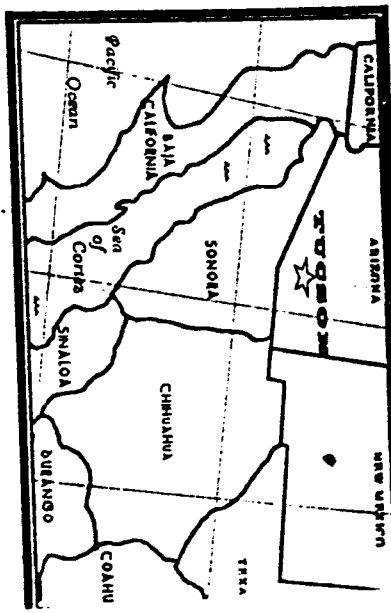 CALIFORNIA
ARIZONA
NEW MEXICO
TUCSON
Pacific
Ocean
BAJA
CALIFORNIA
Sea
of
Cortez
SONORA
CHIHUAHUA
TEXA
SINALOA
DURANGO
COAHU